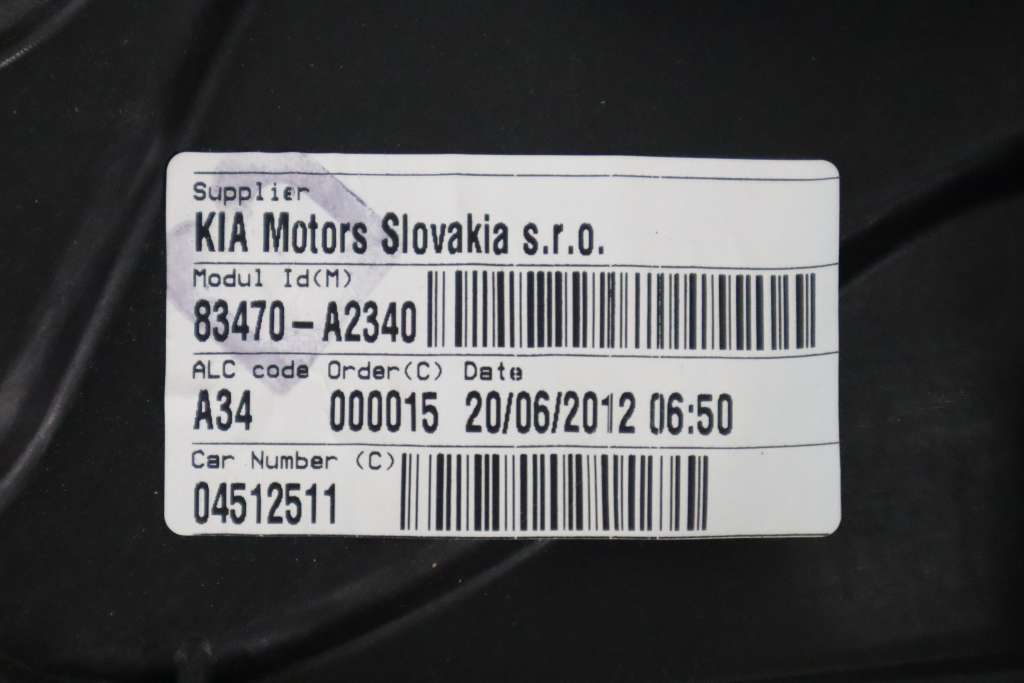 Supplier
KIA Motors Slovakia s.r.o.
Modul Id(M)
83470-A2340
ALC code Order(C) Date
A34 000015 20/06/2012 06:50
Car Number (C)
04512511